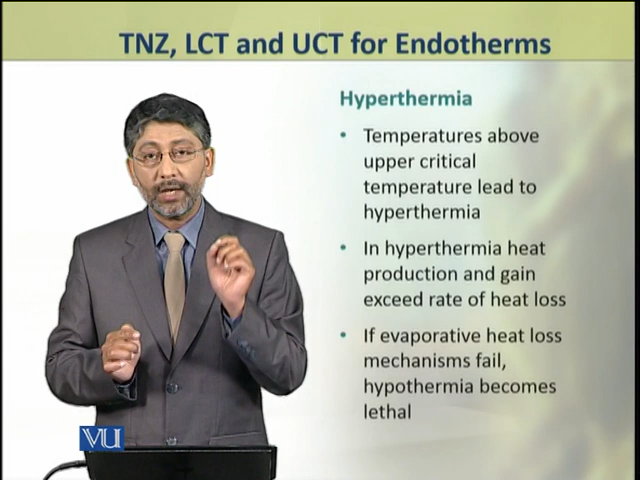 TNZ, LCT and UCT for Endotherms
Hyperthermia
• Temperatures above
upper critical
temperature lead to
hyperthermia
• In hyperthermia heat
production and gain
exceed rate of heat loss
• If evaporative heat loss
mechanisms fail,
hypothermia becomes
lethal
VU